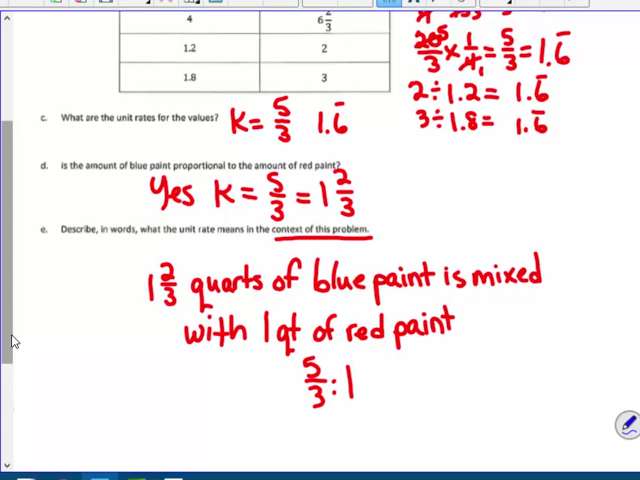 4 6 2/3
20 5/3 × 1/4 1 = 5/3 = 1.6̅
1.2 2
2 ÷ 1.2 = 1.6̅
1.8 3
3 ÷ 1.8 = 1.6̅
c. What are the unit rates for the values? K = 5/3 1.6̅
d. is the amount of blue paint proportional to the amount of red paint?
Yes K = 5/3 = 1 2/3
e. Describe, in words, what the unit rate means in the context of this problem.
1 2/3 quarts of blue paint is mixed
with 1 qt of red paint
5/3 : 1